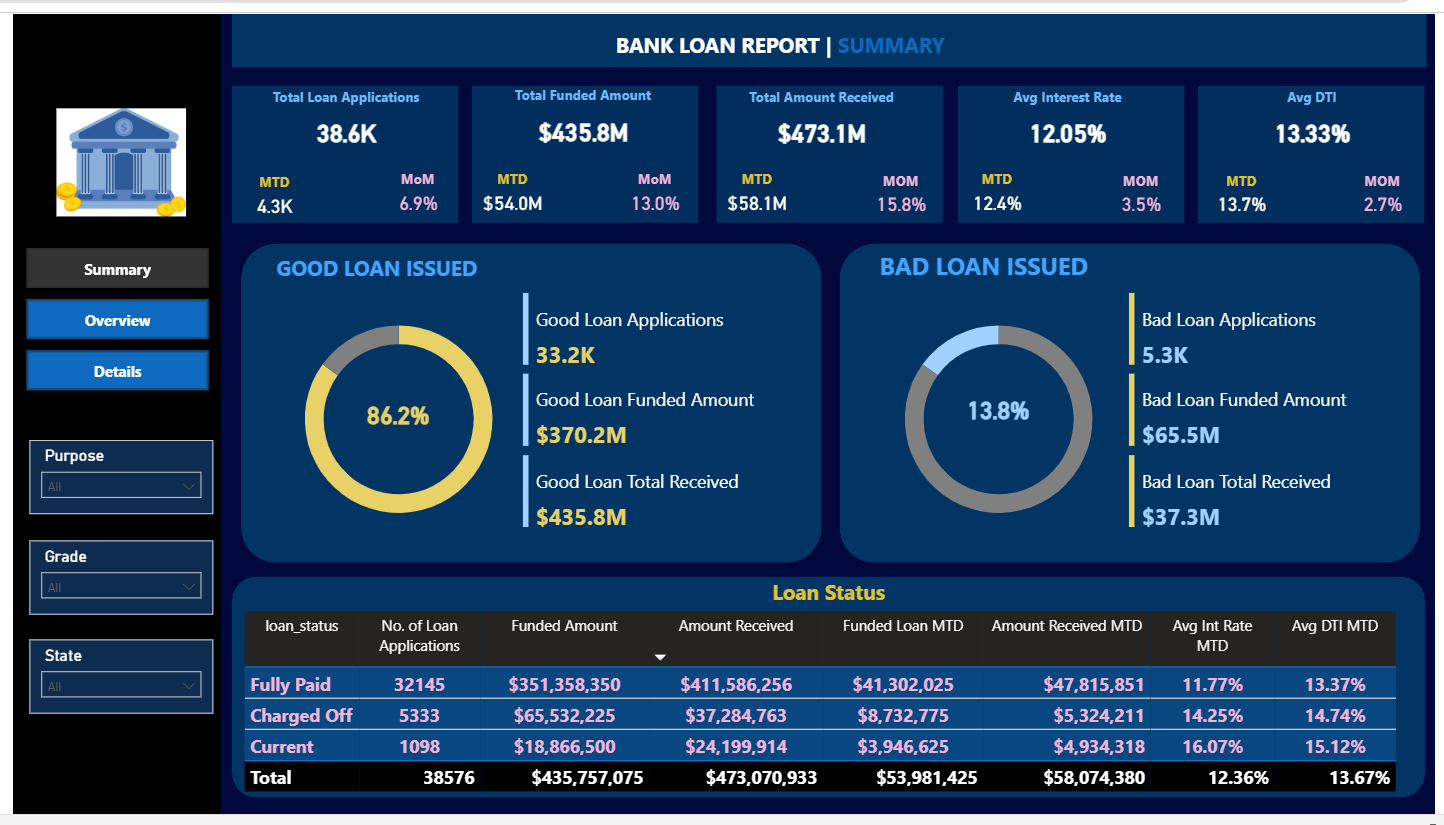 BANK LOAN REPORT | SUMMARY
Total Loan Applications
38.6K
MTD
MoM
4.3K
6.9%
Total Funded Amount
$435.8M
MTD
MoM
$54.0M
13.0%
Total Amount Received
$473.1M
MTD
MOM
$58.1M
15.8%
Avg Interest Rate
12.05%
MTD
MOM
12.4%
3.5%
Avg DTI
13.33%
MTD
MOM
13.7%
2.7%
$
Summary
Overview
Details
Purpose
All
Grade
All
State
All
GOOD LOAN ISSUED
86.2%
Good Loan Applications
33.2K
Good Loan Funded Amount
$370.2M
Good Loan Total Received
$435.8M
BAD LOAN ISSUED
13.8%
Bad Loan Applications
5.3K
Bad Loan Funded Amount
$65.5M
Bad Loan Total Received
$37.3M
Loan Status
loan_status No. of Loan Applications Funded Amount Amount Received Funded Loan MTD Amount Received MTD Avg Int Rate MTD Avg DTI MTD
Fully Paid 32145 $351,358,350 $411,586,256 $41,302,025 $47,815,851 11.77% 13.37%
Charged Off 5333 $65,532,225 $37,284,763 $8,732,775 $5,324,211 14.25% 14.74%
Current 1098 $18,866,500 $24,199,914 $3,946,625 $4,934,318 16.07% 15.12%
Total 38576 $435,757,075 $473,070,933 $53,981,425 $58,074,380 12.36% 13.67%